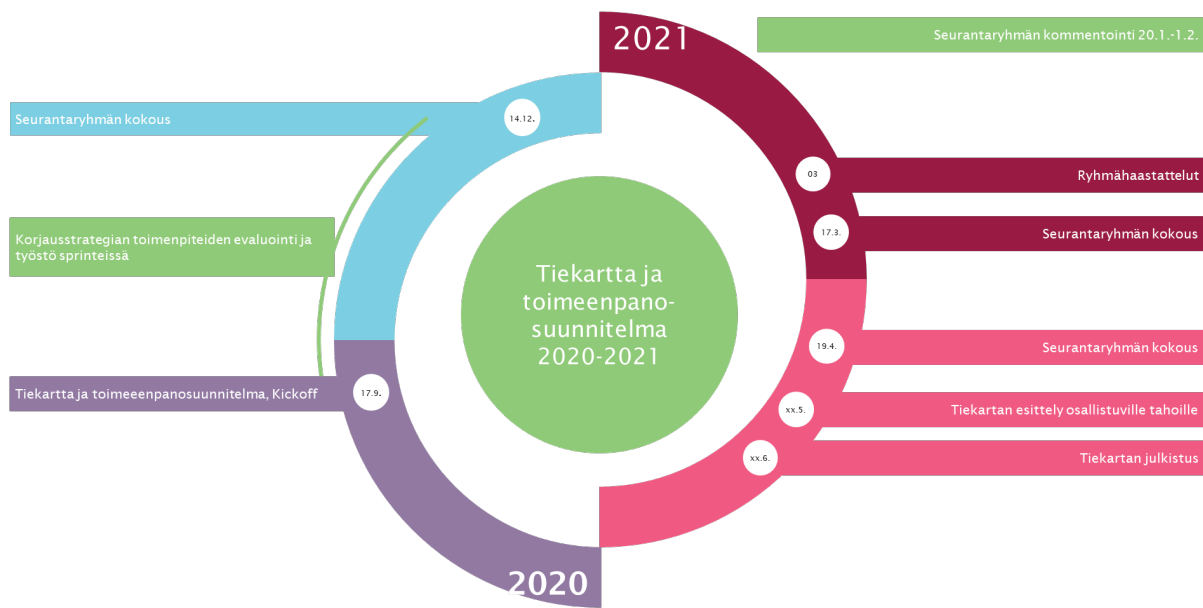 2021
Seurantaryhmän kommentointi 20.1.-1.2.
Seurantaryhmän kokous
14.12.
03
Ryhmähaastattelut
17.3.
Seurantaryhmän kokous
Korjausstrategian toimenpiteiden evaluointi ja
työstö sprinteissä
Tiekartta ja
toimeenpano-
suunnitelma
2020-2021
19.4.
Seurantaryhmän kokous
Tiekartta ja toimeeenpanosuunnitelma, Kickoff
17.9.
xx.5.
Tiekartan esittely osallistuville tahoille
xx.6.
Tiekartan julkistus
2020